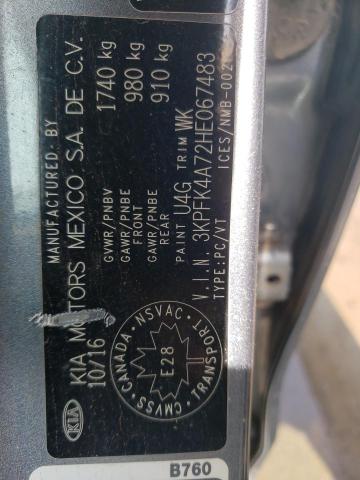 MANUFACTURED BY
KIA MOTORS MEXICO S.A. DE C.V.
10/16
GVWR/PNBV 1740 kg
GAWR/PNBE FRONT 980 kg
GAWR/PNBE REAR 910 kg
PAINT U4G TRIM WK
V.I.N. 3KPFK4A72HE067483
TYPE:PC/VT ICES/NMB-002
KIA
CANADA NSVAC TRANSPORT CMVSS
E28
B760